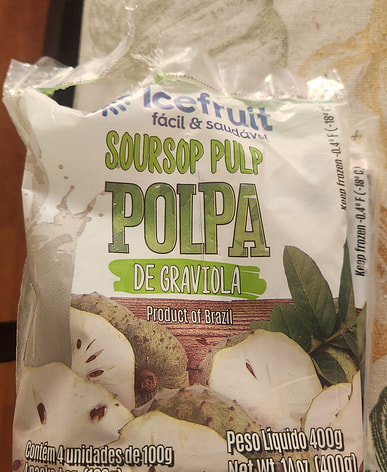 Icefruit
fácil & saudável
SOURSOP PULP
POLPA
DE GRAVIOLA
Product of Brazil
Keep frozen -0.4°F (-18°C)
Keep frozen -0.4°F (-18°C)
Contém 4 unidades de 100g
Peso Líquido 400g